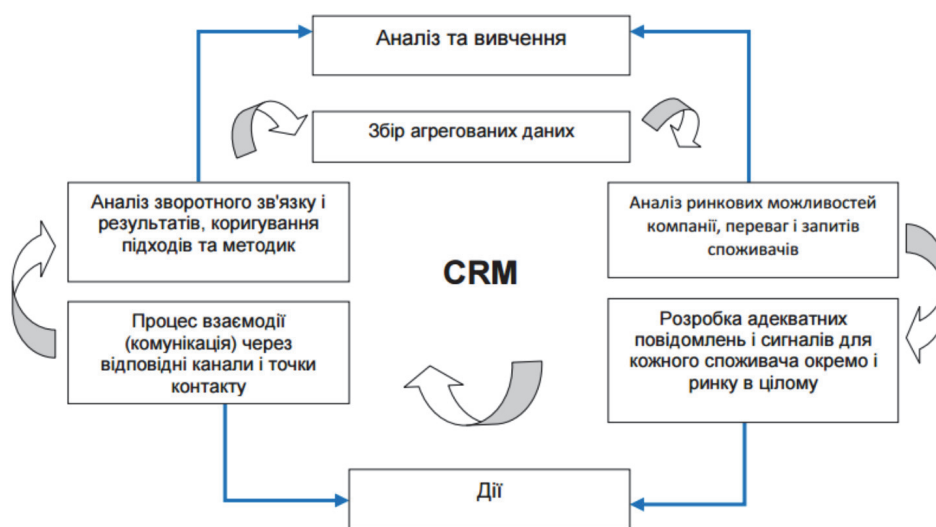 Аналіз та вивчення
Збір агрегованих даних
Аналіз зворотного зв'язку і
результатів, коригування
підходів та методик
Аналіз ринкових можливостей
компанії, переваг і запитів
споживачів
CRM
Процес взаємодії
(комунікація) через
відповідні канали і точки
контакту
Розробка адекватних
повідомлень і сигналів для
кожного споживача окремо і
ринку в цілому
Дії